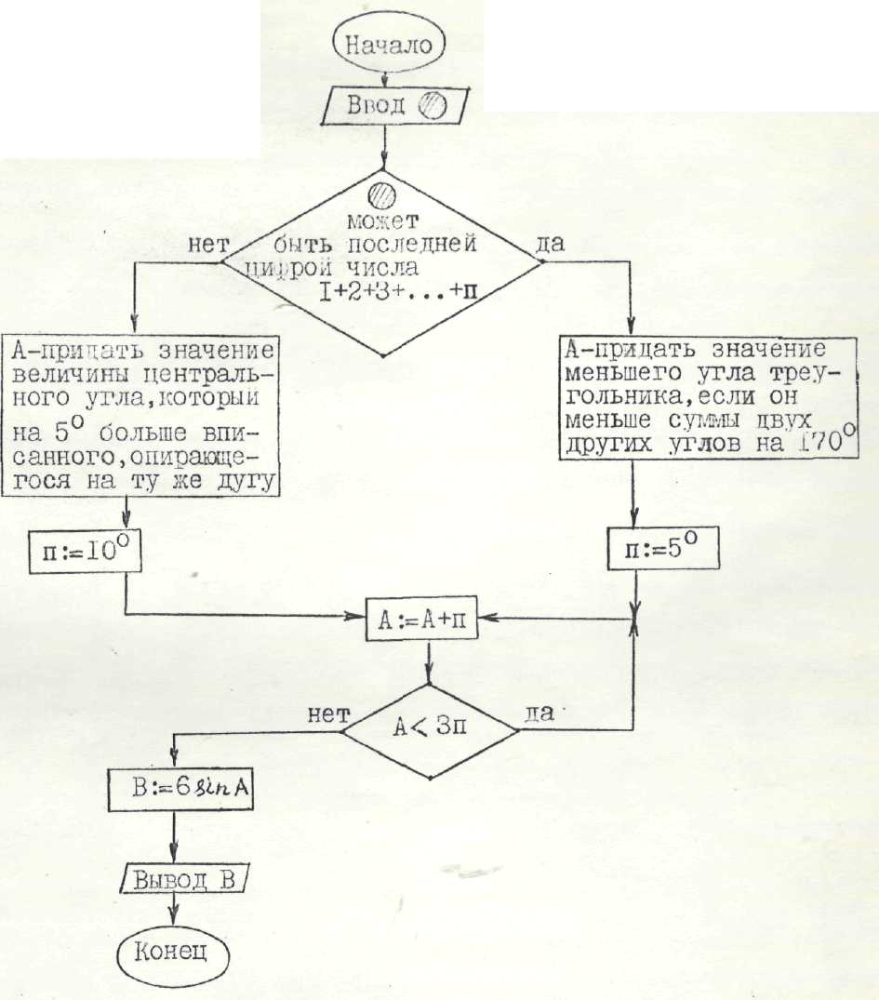 Начало
Ввод
может
быть последней
цифрой числа
I+2+3+...+п
нет
да
А-придать значение
величины централь-
ного угла,который
на 5° больше впи-
санного,опирающе-
гося на ту же дугу
п:=I0°
А-придать значение
меньшего угла треу-
гольника,если он
меньше суммы двух
других углов на I70°
п:=5°
А:=А+п
А< 3п
нет
да
В:=6 sin А
Вывод В
Конец